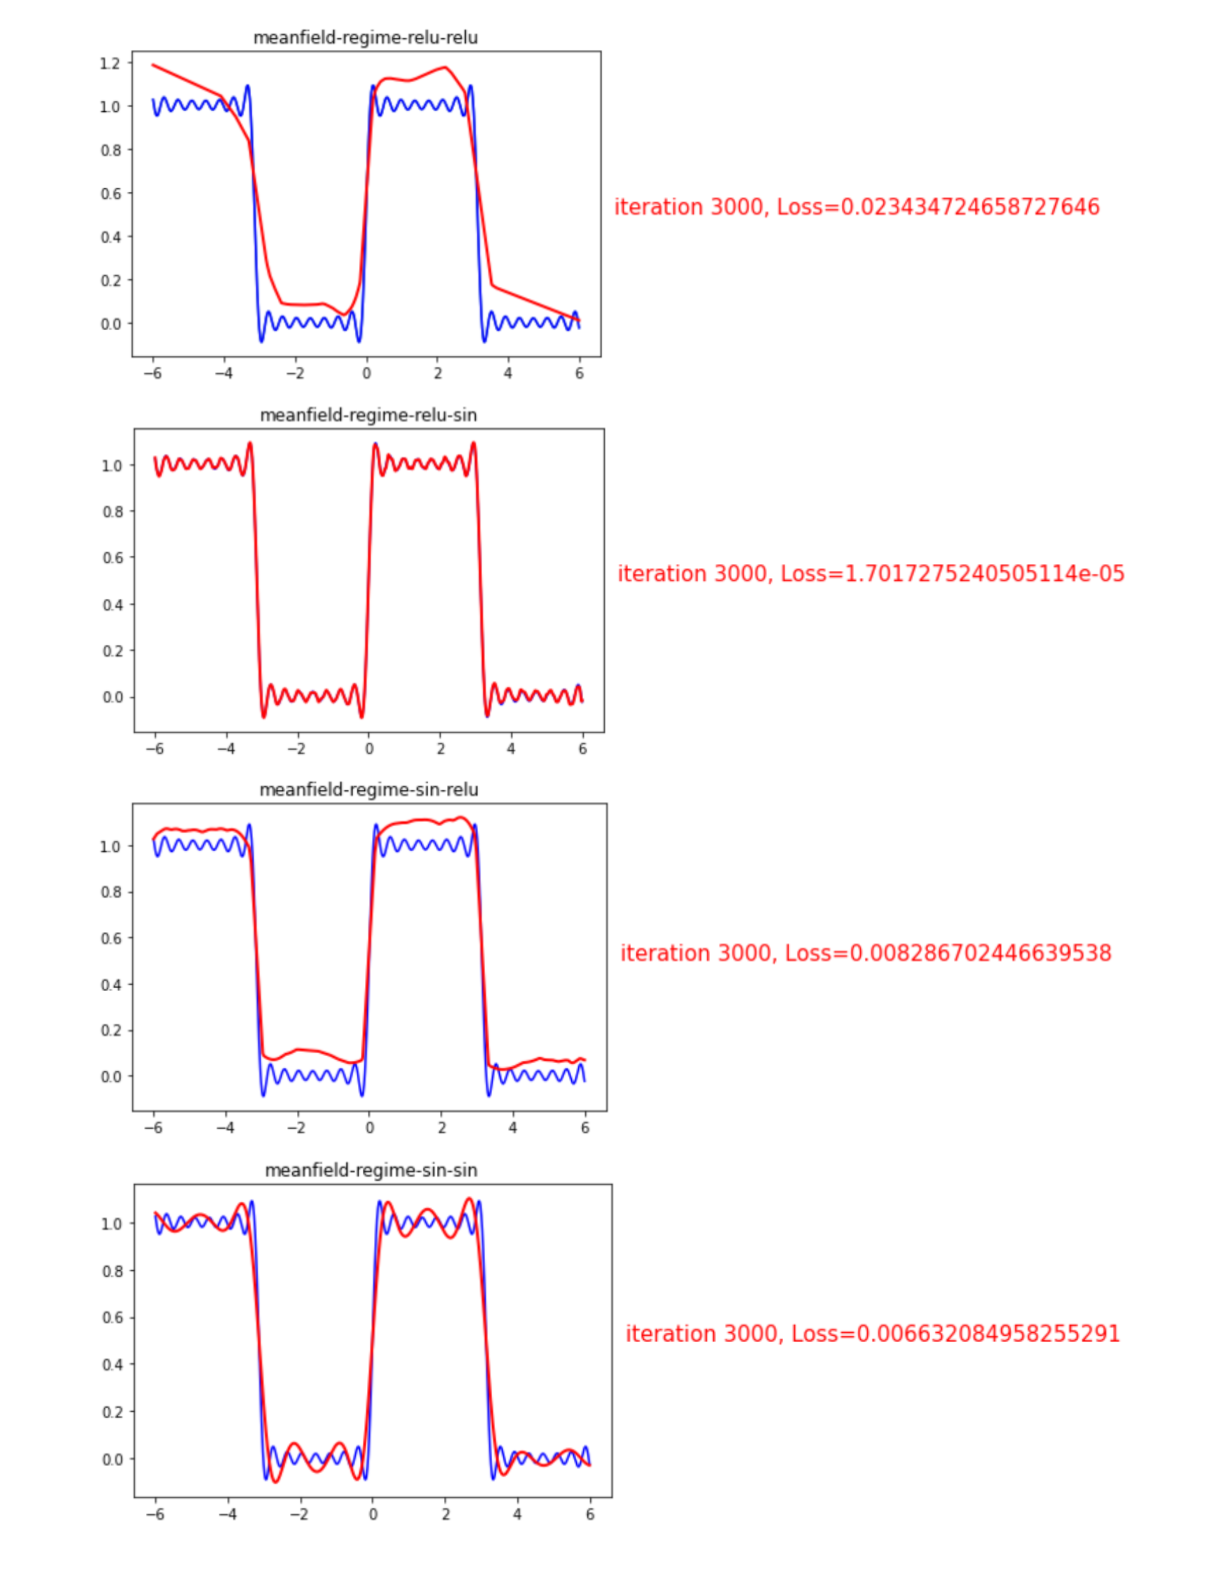 meanfield-regime-relu-relu
1.2
1.0
0.8
0.6
0.4
0.2
0.0
−6 −4 −2 0 2 4 6
iteration 3000, Loss=0.023434724658727646
meanfield-regime-relu-sin
1.0
0.8
0.6
0.4
0.2
0.0
−6 −4 −2 0 2 4 6
iteration 3000, Loss=1.7017275240505114e-05
meanfield-regime-sin-relu
1.0
0.8
0.6
0.4
0.2
0.0
−6 −4 −2 0 2 4 6
iteration 3000, Loss=0.008286702446639538
meanfield-regime-sin-sin
1.0
0.8
0.6
0.4
0.2
0.0
−6 −4 −2 0 2 4 6
iteration 3000, Loss=0.006632084958255291